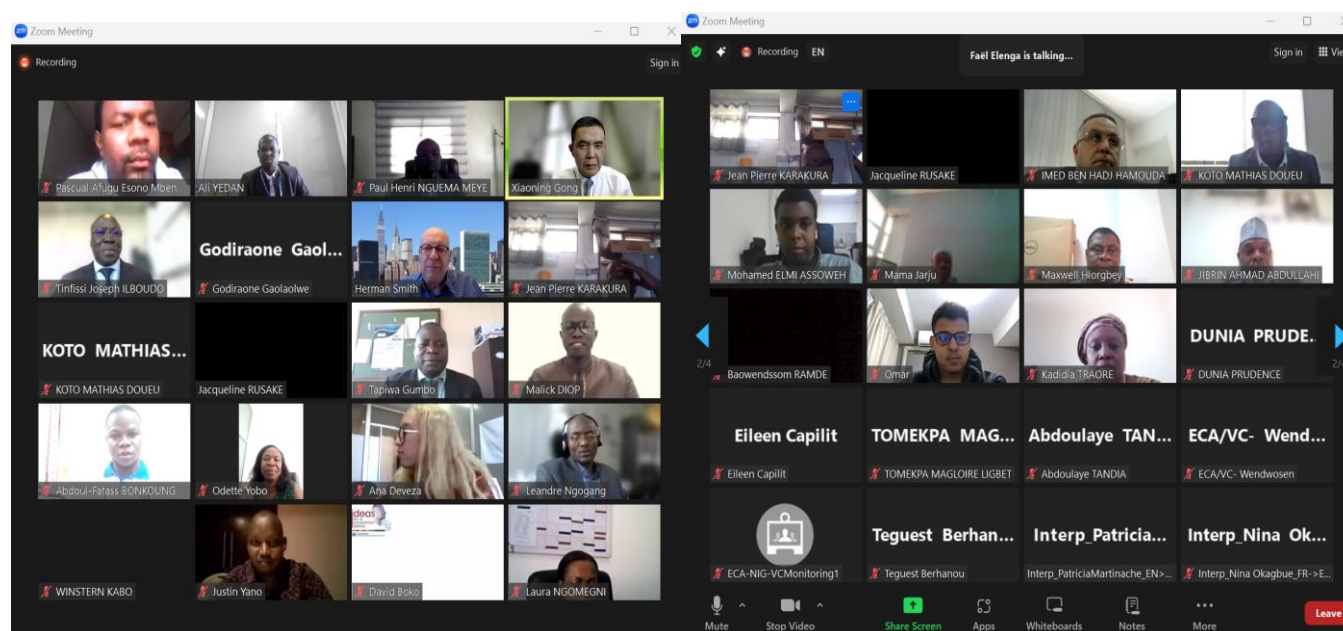 Zoom Meeting
Recording
Sign in
Pascual Afugu Esono Mben
Ali YEDAN
Paul Henri NGUEMA MEYE
Xiaoning Gong
Tinfissi Joseph ILBOUDO
Godiraone Gaol...
Godiraone Gaolaolwe
Herman Smith
Jean Pierre KARAKURA
KOTO MATHIAS...
KOTO MATHIAS DOUEU
Jacqueline RUSAKE
Tapiwa Gumbo
Malick DIOP
Abdoul-Fatass BONKOUNG
Odette Yobo
Ana Deveza
Leandre Ngogang
WINSTERN KABO
Justin Yano
ideas
David Boko
Laura NGOMEGNI
Zoom Meeting
Recording EN
Faël Elenga is talking...
Sign in
Vie
Jean Pierre KARAKURA
Jacqueline RUSAKE
IMED BEN HADJ HAMOUDA
KOTO MATHIAS DOUEU
Mohamed ELMI ASSOWEH
Mama Jarju
Maxwell Hlorgbey
JIBRIN AHMAD ABDULLAHI
2/4
Baowendssom RAMDE
Omar
Kadidia TRAORE
DUNIA PRUDE..
DUNIA PRUDENCE
2/4
Eileen Capilit
Eileen Capilit
TOMEKPA MAG...
TOMEKPA MAGLOIRE LIGBET
Abdoulaye TAN...
Abdoulaye TANDIA
ECA/VC- Wend...
ECA/VC- Wendwosen
ECA-NIG-VCMonitoring1
Teguest Berhan...
Teguest Berhanou
Interp_Patricia...
Interp_PatriciaMartinache_EN>...
Interp_Nina Ok...
Interp_Nina Okagbue_FR->E...
Mute
Stop Video
Share Screen
Apps
Whiteboards
Notes
More
Leave